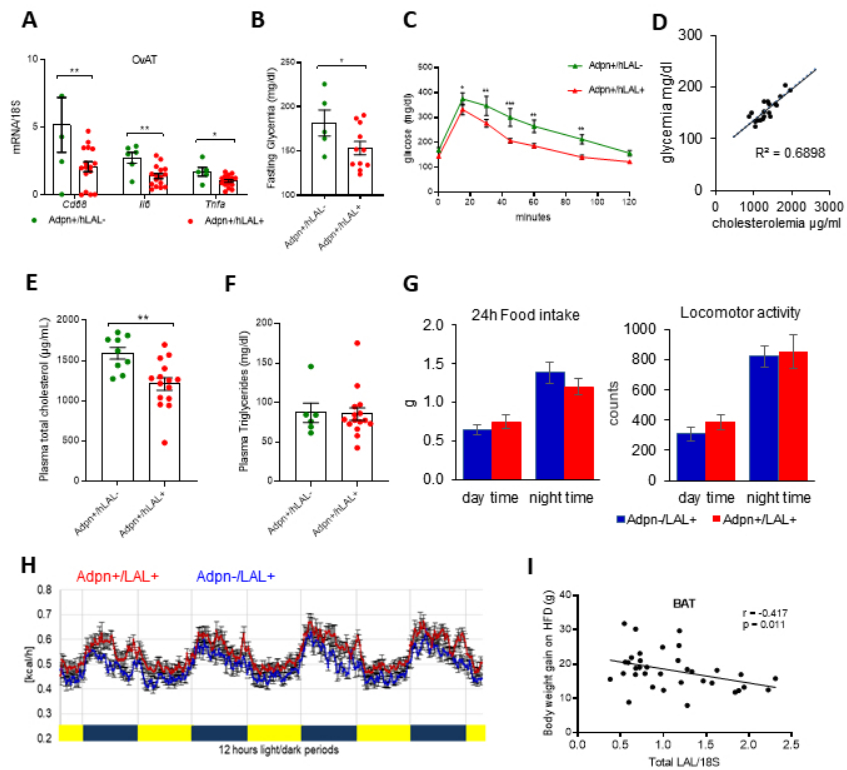 A
OvAT
mRNA/18S
10
5
0
**
**
*
Cd68 Il6 Tnfa
Adpn+/hLAL- Adpn+/hLAL+
B
Fasting Glycemia (mg/dl)
250
200
150
100
*
Adpn+/hLAL-
Adpn+/hLAL+
C
glucose (mg/dl)
600
500
400
300
200
100
0
* ** *** ** **
Adpn+/hLAL-
Adpn+/hLAL+
0 20 40 60 80 100 120
minutes
D
glycemia mg/dl
300
200
100
0
R² = 0.6898
0 1000 2000 3000
cholesterolemia µg/ml
E
Plasma total cholesterol (µg/mL)
2000
1500
1000
500
0
**
Adpn+/hLAL-
Adpn+/hLAL+
F
Plasma Triglycerides (mg/dl)
200
150
100
50
0
Adpn+/hLAL-
Adpn+/hLAL+
G
24h Food intake
g
2.0
1.5
1.0
0.5
0.0
day time night time
Locomotor activity
counts
1000
800
600
400
200
0
day time night time
Adpn-/LAL+ Adpn+/LAL+
H
Adpn+/LAL+ Adpn-/LAL+
[kcal/h]
0.8
0.7
0.6
0.5
0.4
0.3
0.2
12 hours light/dark periods
I
BAT
r = -0.417
p = 0.011
Body weight gain on HFD (g)
40
30
20
10
0
0.0 0.5 1.0 1.5 2.0 2.5
Total LAL/18S